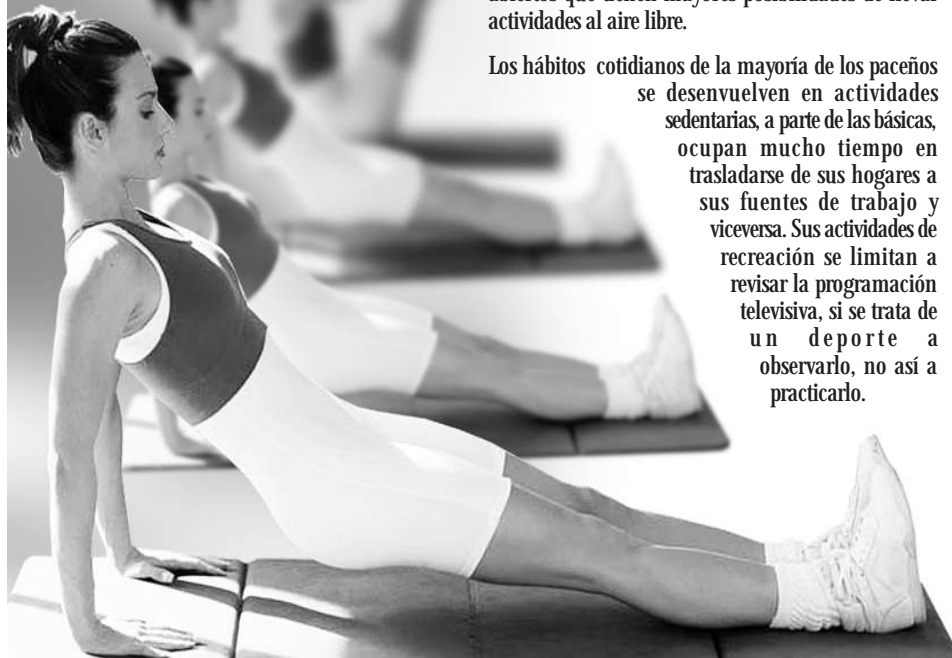 actividades al aire libre.
Los hábitos cotidianos de la mayoría de los paceños
se desenvuelven en actividades
sedentarias, a parte de las básicas,
ocupan mucho tiempo en
trasladarse de sus hogares a
sus fuentes de trabajo y
viceversa. Sus actividades de
recreación se limitan a
revisar la programación
televisiva, si se trata de
un deporte a
observarlo, no así a
practicarlo.